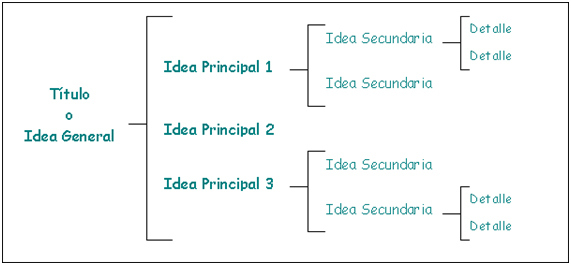 Título
o
Idea General
Idea Principal 1
Idea Secundaria
Detalle
Detalle
Idea Secundaria
Idea Principal 2
Idea Principal 3
Idea Secundaria
Idea Secundaria
Detalle
Detalle